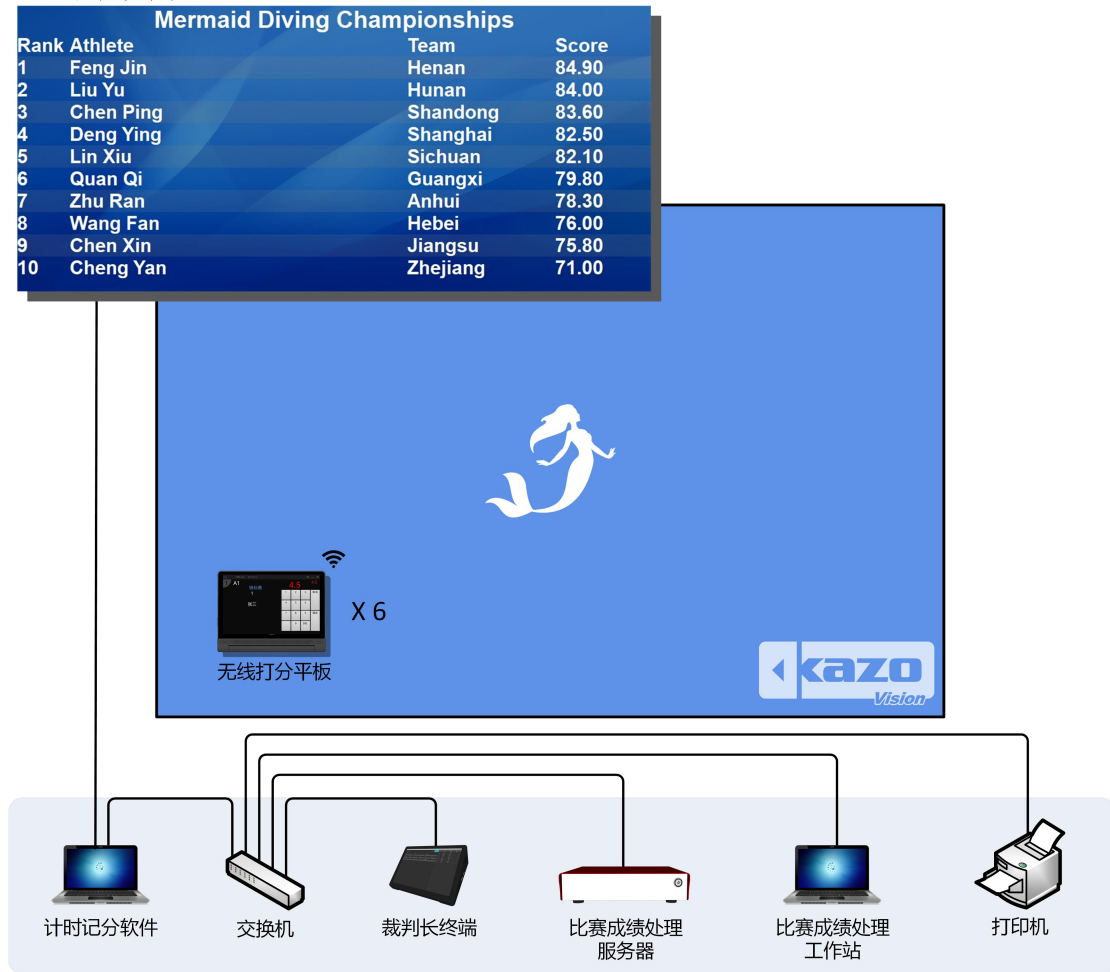 Mermaid Diving Championships
Rank Athlete Team Score
1 Feng Jin Henan 84.90
2 Liu Yu Hunan 84.00
3 Chen Ping Shandong 83.60
4 Deng Ying Shanghai 82.50
5 Lin Xiu Sichuan 82.10
6 Quan Qi Guangxi 79.80
7 Zhu Ran Anhui 78.30
8 Wang Fan Hebei 76.00
9 Chen Xin Jiangsu 75.80
10 Cheng Yan Zhejiang 71.00
A1
4.5
X 6
无线打分平板
kazo
Vision
计时记分软件
交换机
裁判长终端
比赛成绩处理
服务器
比赛成绩处理
工作站
打印机